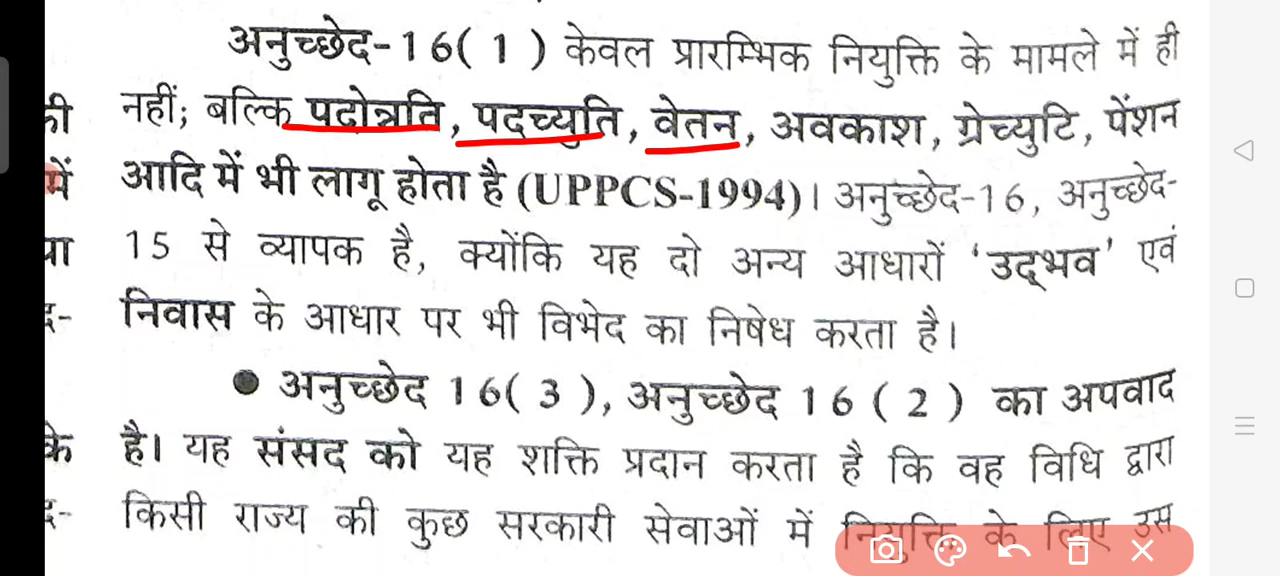 अनुच्छेद-16( 1 ) केवल प्रारम्भिक नियुक्ति के मामले में ही
की नहीं; बल्कि पदोन्नति, पदच्युति, वेतन, अवकाश, ग्रेच्युटि, पेंशन
में आदि में भी लागू होता है (UPPCS-1994)। अनुच्छेद-16, अनुच्छेद-
15 से व्यापक है, क्योंकि यह दो अन्य आधारों ‘उद्भव’ एवं
निवास के आधार पर भी विभेद का निषेध करता है।
● अनुच्छेद 16( 3 ), अनुच्छेद 16 ( 2 ) का अपवाद
के है। यह संसद को यह शक्ति प्रदान करता है कि वह विधि द्वारा
किसी राज्य की कुछ सरकारी सेवाओं में नियुक्ति के लिए उस